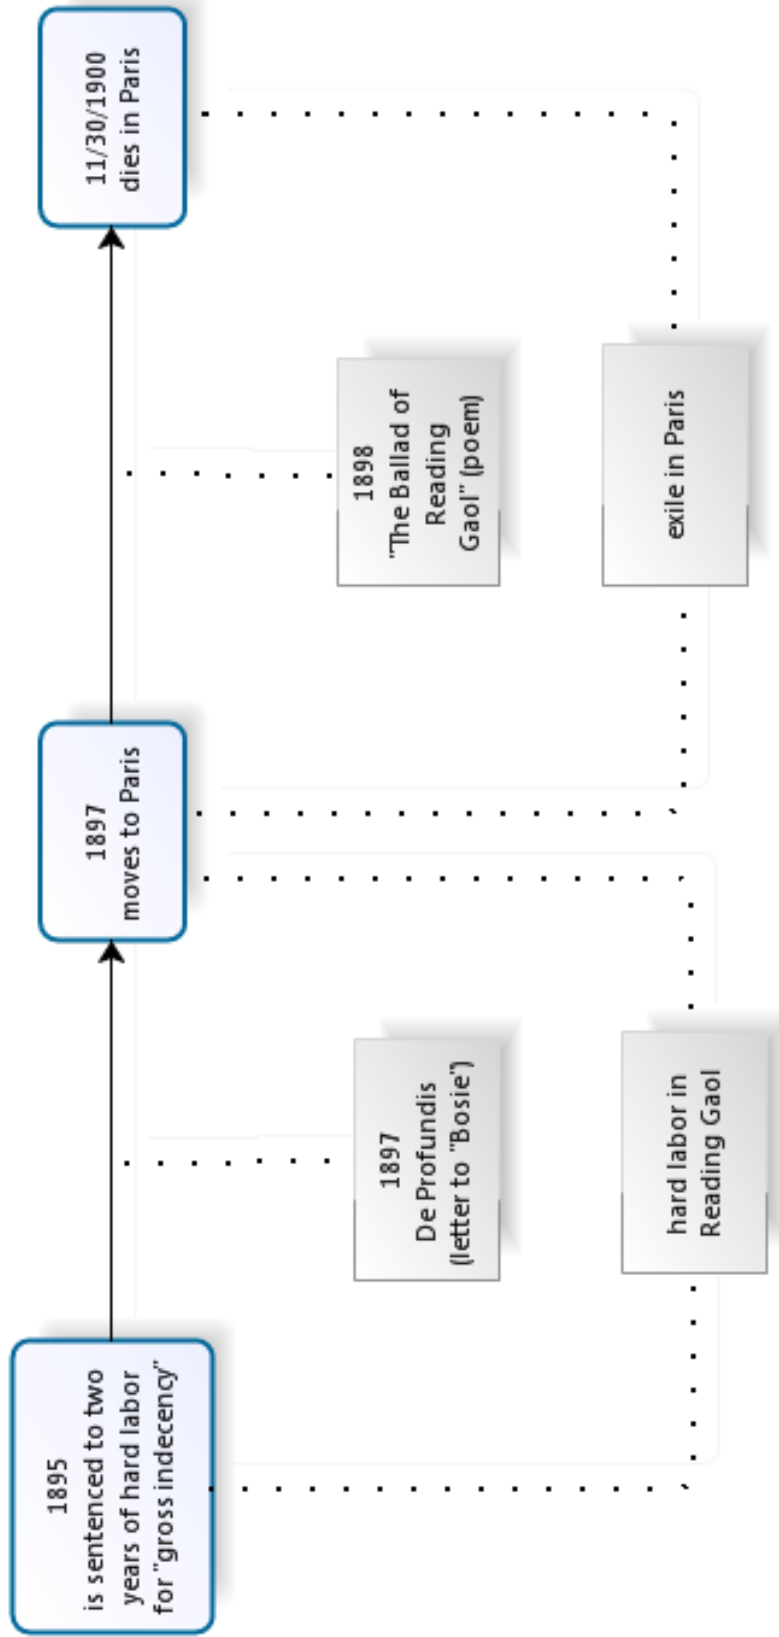 1895
is sentenced to two
years of hard labor
for "gross indecency"
1897
moves to Paris
11/30/1900
dies in Paris
1897
De Profundis
(letter to "Bosie")
1898
"The Ballad of
Reading
Gaol" (poem)
hard labor in
Reading Gaol
exile in Paris